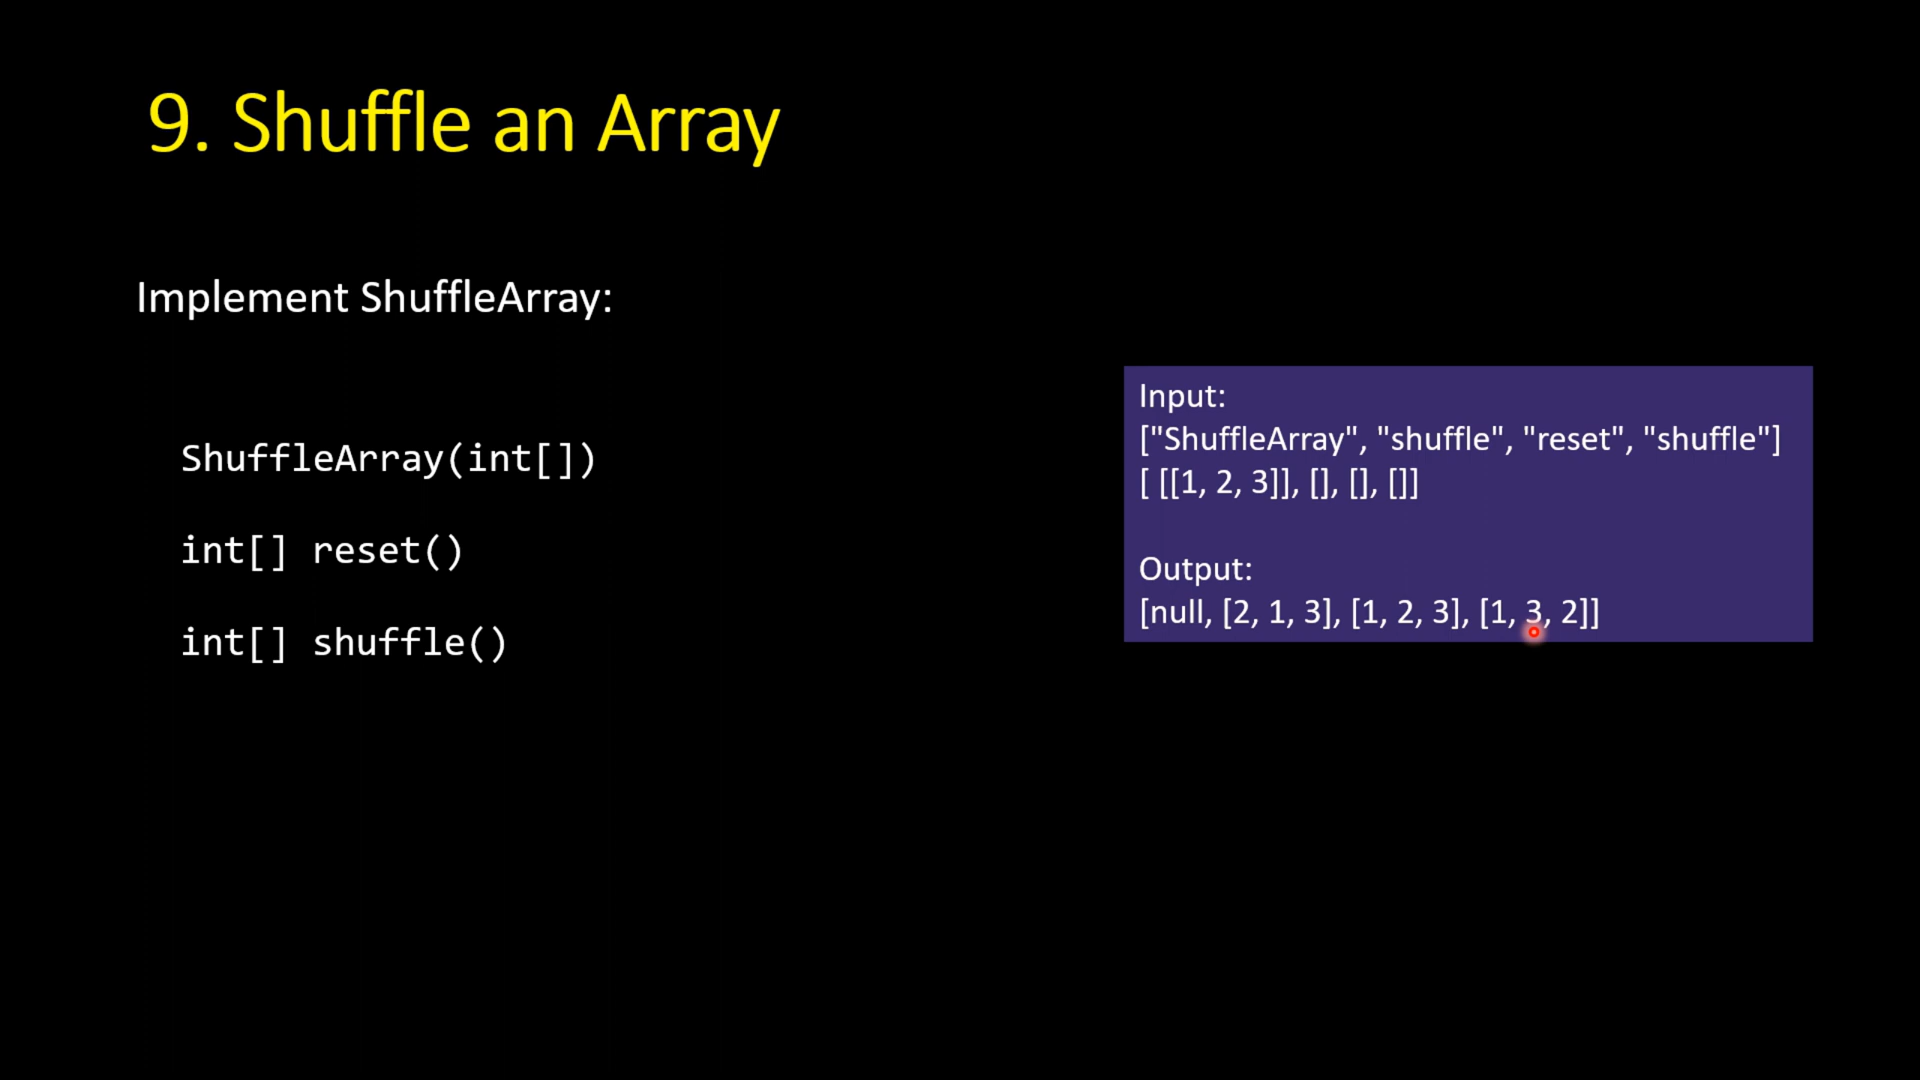 9. Shuffle an Array
Implement ShuffleArray:
ShuffleArray(int[])
int[] reset()
int[] shuffle()
Input:
["ShuffleArray", "shuffle", "reset", "shuffle"]
[ [[1, 2, 3]], [], [], []]
Output:
[null, [2, 1, 3], [1, 2, 3], [1, 3, 2]]